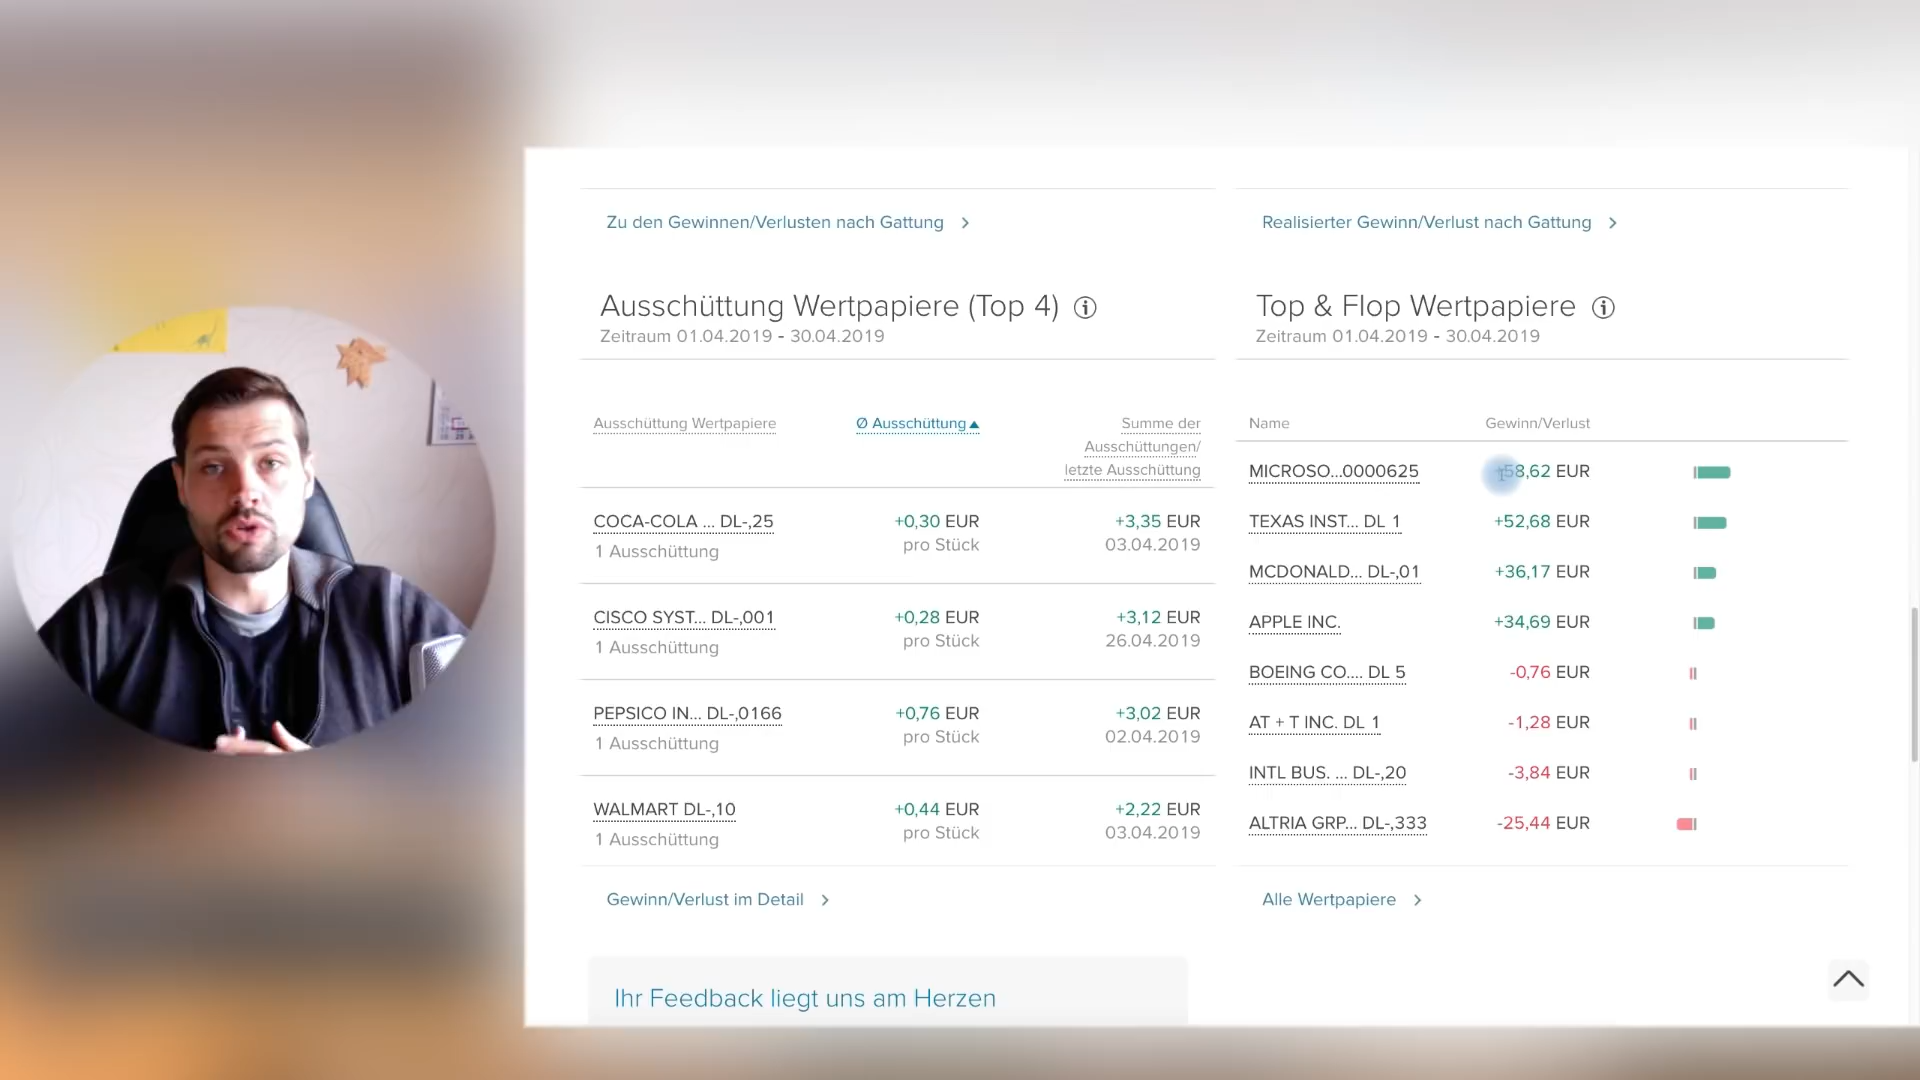 Zu den Gewinnen/Verlusten nach Gattung
Realisierter Gewinn/Verlust nach Gattung
Ausschüttung Wertpapiere (Top 4)
Zeitraum 01.04.2019 - 30.04.2019
Ausschüttung Wertpapiere
Ø Ausschüttung
Summe der
Ausschüttungen/
letzte Ausschüttung
COCA-COLA ... DL-,25 +0,30 EUR +3,35 EUR
1 Ausschüttung pro Stück 03.04.2019
CISCO SYST... DL-,001 +0,28 EUR +3,12 EUR
1 Ausschüttung pro Stück 26.04.2019
PEPSICO IN... DL-,0166 +0,76 EUR +3,02 EUR
1 Ausschüttung pro Stück 02.04.2019
WALMART DL-,10 +0,44 EUR +2,22 EUR
1 Ausschüttung pro Stück 03.04.2019
Gewinn/Verlust im Detail
Top & Flop Wertpapiere
Zeitraum 01.04.2019 - 30.04.2019
Name Gewinn/Verlust
MICROSO...0000625 +58,62 EUR
TEXAS INST... DL 1 +52,68 EUR
MCDONALD... DL-,01 +36,17 EUR
APPLE INC. +34,69 EUR
BOEING CO.... DL 5 -0,76 EUR
AT + T INC. DL 1 -1,28 EUR
INTL BUS. ... DL-,20 -3,84 EUR
ALTRIA GRP... DL-,333 -25,44 EUR
Alle Wertpapiere
Ihr Feedback liegt uns am Herzen